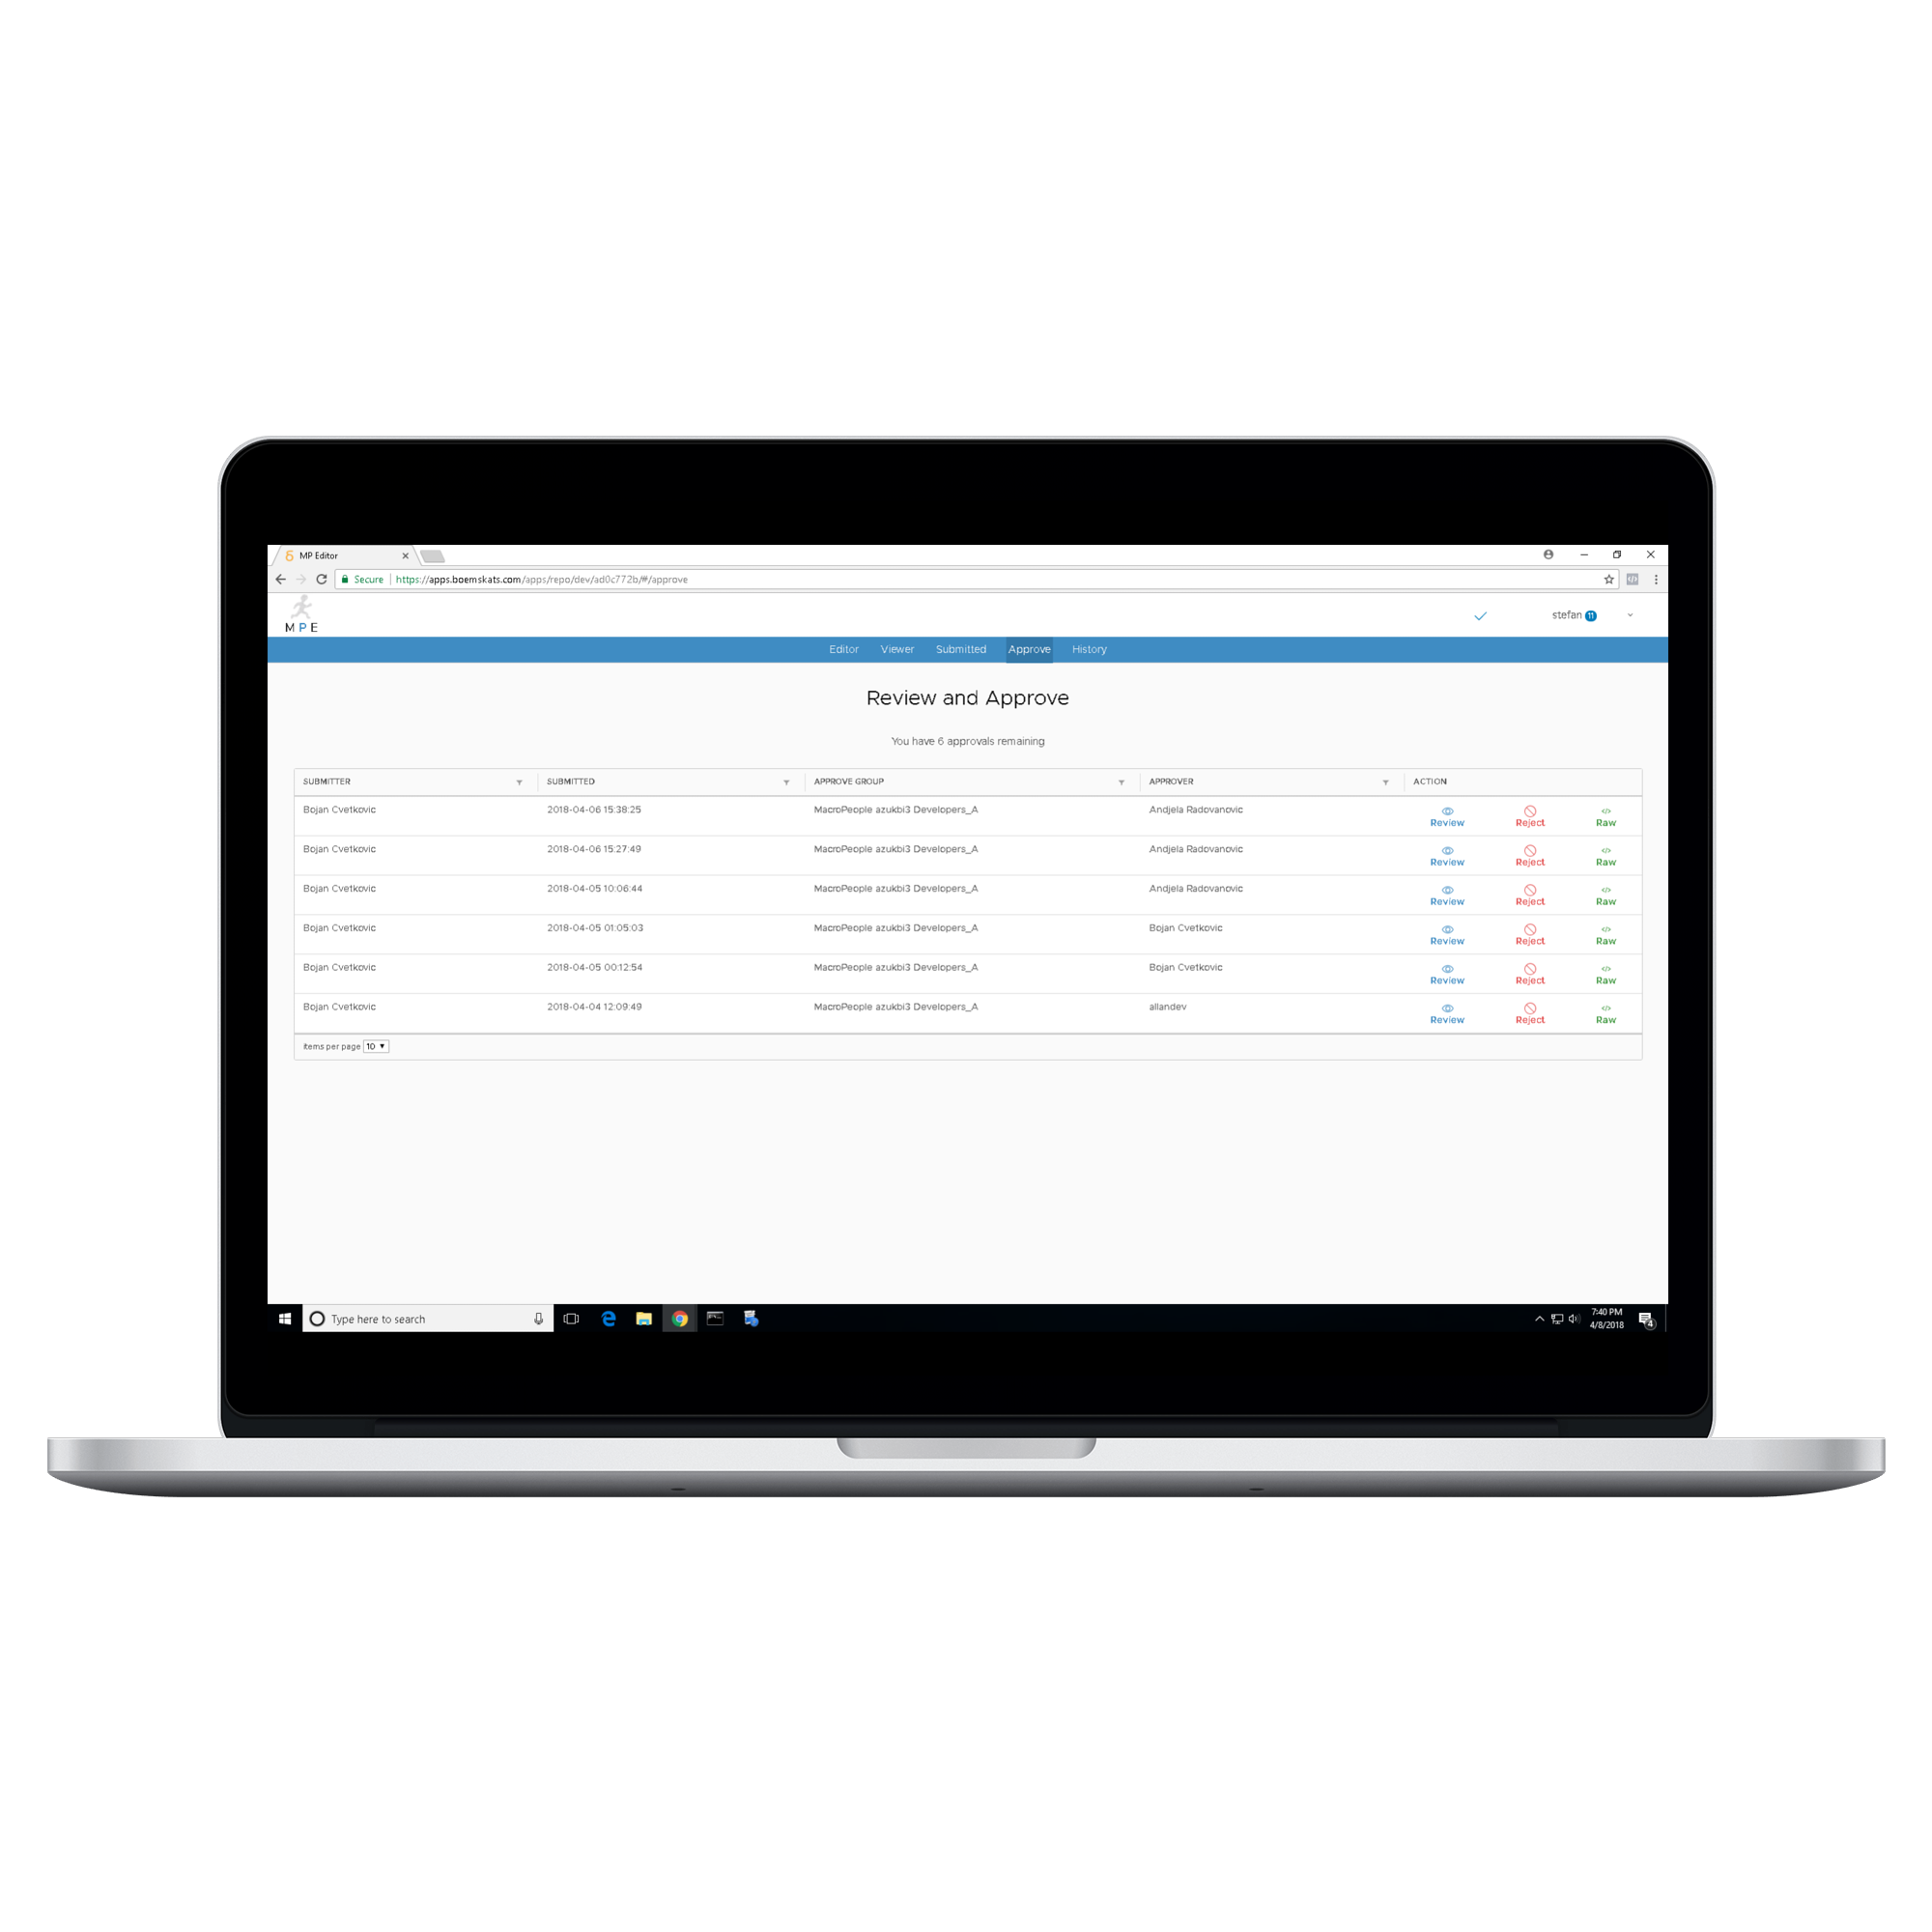 MP Editor
Secure https://apps.boemskats.com/apps/repo/dev/ad0c772b/#/approve
MPE
stefan 11
Editor Viewer Submitted Approve History
Review and Approve
You have 6 approvals remaining
SUBMITTER SUBMITTED APPROVE GROUP APPROVER ACTION
Bojan Cvetkovic 2018-04-06 15:38:25 MacroPeople azukbi3 Developers_A Andjela Radovanovic Review Reject Raw
Bojan Cvetkovic 2018-04-06 15:27:49 MacroPeople azukbi3 Developers_A Andjela Radovanovic Review Reject Raw
Bojan Cvetkovic 2018-04-05 10:06:44 MacroPeople azukbi3 Developers_A Andjela Radovanovic Review Reject Raw
Bojan Cvetkovic 2018-04-05 01:05:03 MacroPeople azukbi3 Developers_A Bojan Cvetkovic Review Reject Raw
Bojan Cvetkovic 2018-04-05 00:12:54 MacroPeople azukbi3 Developers_A Bojan Cvetkovic Review Reject Raw
Bojan Cvetkovic 2018-04-04 12:09:49 MacroPeople azukbi3 Developers_A allandev Review Reject Raw
items per page 10
Type here to search
7:40 PM
4/8/2018
4